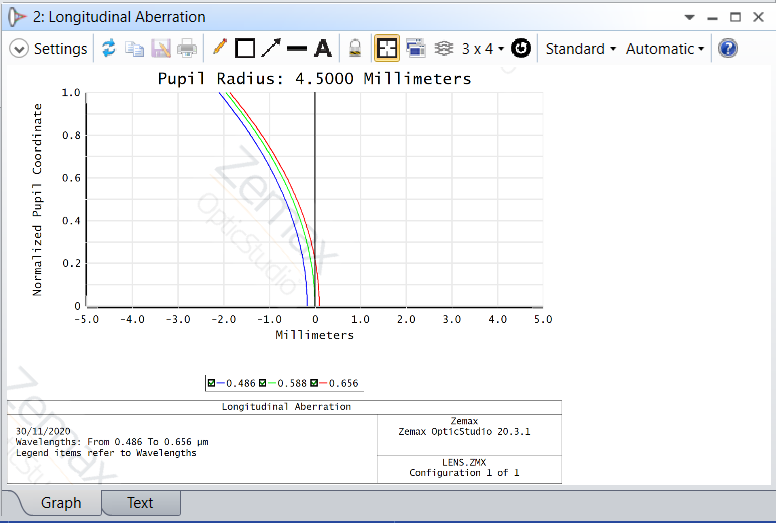 2: Longitudinal Aberration
Settings
3 x 4
Standard
Automatic
Pupil Radius: 4.5000 Millimeters
Normalized Pupil Coordinate
1.0
0.8
0.6
0.4
0.2
0
-5.0 -4.0 -3.0 -2.0 -1.0 0 1.0 2.0 3.0 4.0 5.0
Millimeters
Zemax
OpticStudio
0.486 0.588 0.656
Longitudinal Aberration
30/11/2020
Wavelengths: From 0.486 To 0.656 µm
Legend items refer to Wavelengths
Zemax
Zemax OpticStudio 20.3.1
LENS.ZMX
Configuration 1 of 1
Zemax
Graph Text